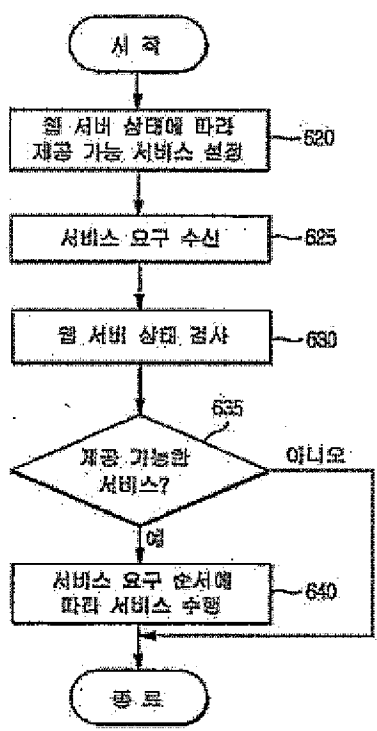 시 작
웹 서버 상태에 따라
제공 가능 서비스 설정
620
서비스 요구 수신
625
웹 서버 상태 검사
630
635
제공 가능한
서비스?
아니오
예
서비스 요구 순서에
따라 서비스 수행
640
종 료